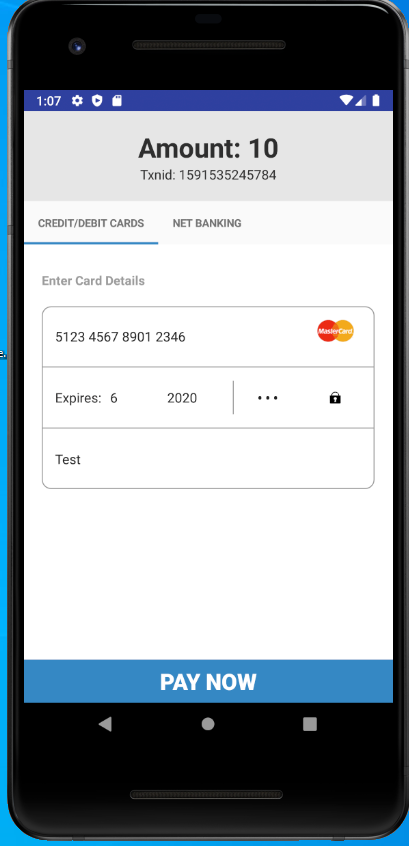 1:07
Amount: 10
Txnid: 1591535245784
CREDIT/DEBIT CARDS NET BANKING
Enter Card Details
5123 4567 8901 2346 MasterCard
Expires: 6 2020 •••
Test
PAY NOW